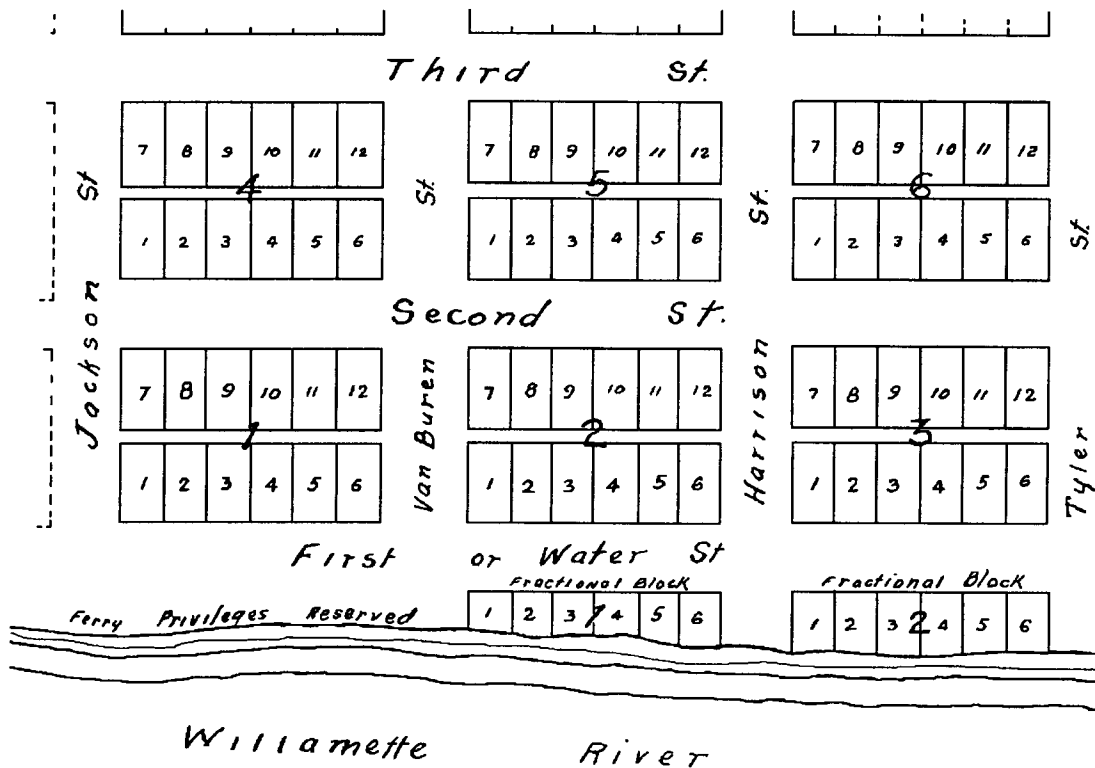 Third St.
7 8 9 10 11 12 7 8 9 10 11 12 7 8 9 10 11 12
4 5 6
1 2 3 4 5 6 1 2 3 4 5 6 1 2 3 4 5 6
Jackson St
Van Buren St.
Harrison St.
Tyler St.
Second St.
7 8 9 10 11 12 7 8 9 10 11 12 7 8 9 10 11 12
1 2 3
1 2 3 4 5 6 1 2 3 4 5 6 1 2 3 4 5 6
First or Water St
Fractional Block Fractional Block
1 2 3 4 5 6 1 2 3 4 5 6
1 2
Ferry Privileges Reserved
Willamette River